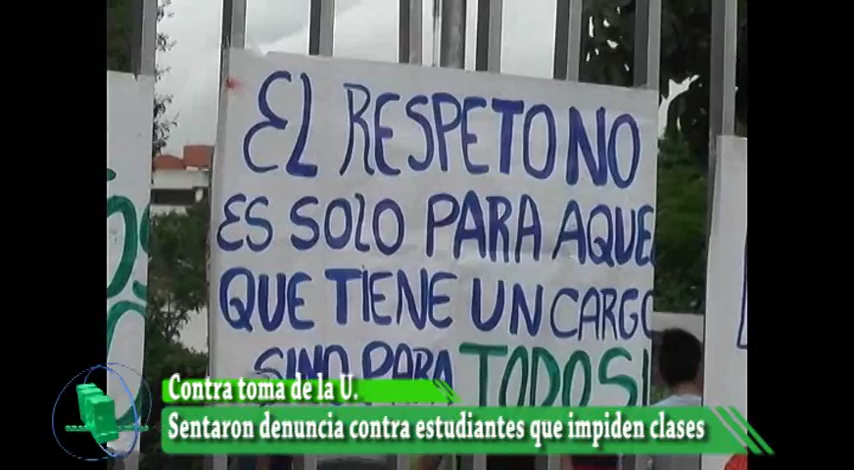 EL RESPETO NO
ES SOLO PARA AQUEL
QUE TIENE UN CARGO
SINO PARA TODOS!
Contra toma de la U.
Sentaron denuncia contra estudiantes que impiden clases